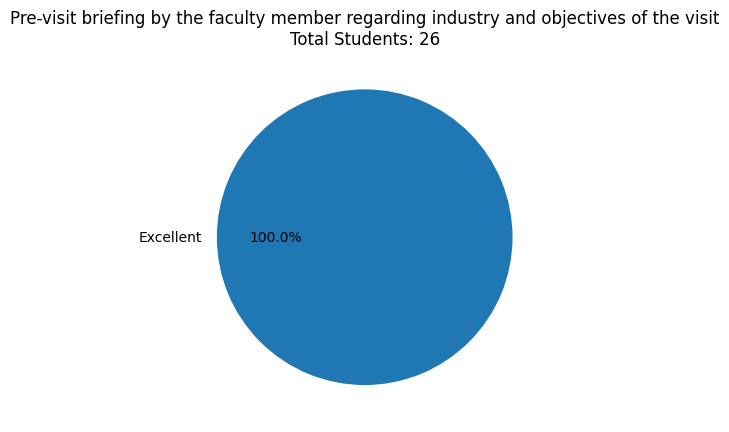 Pre-visit briefing by the faculty member regarding industry and objectives of the visit
Total Students: 26
Excellent
100.0%